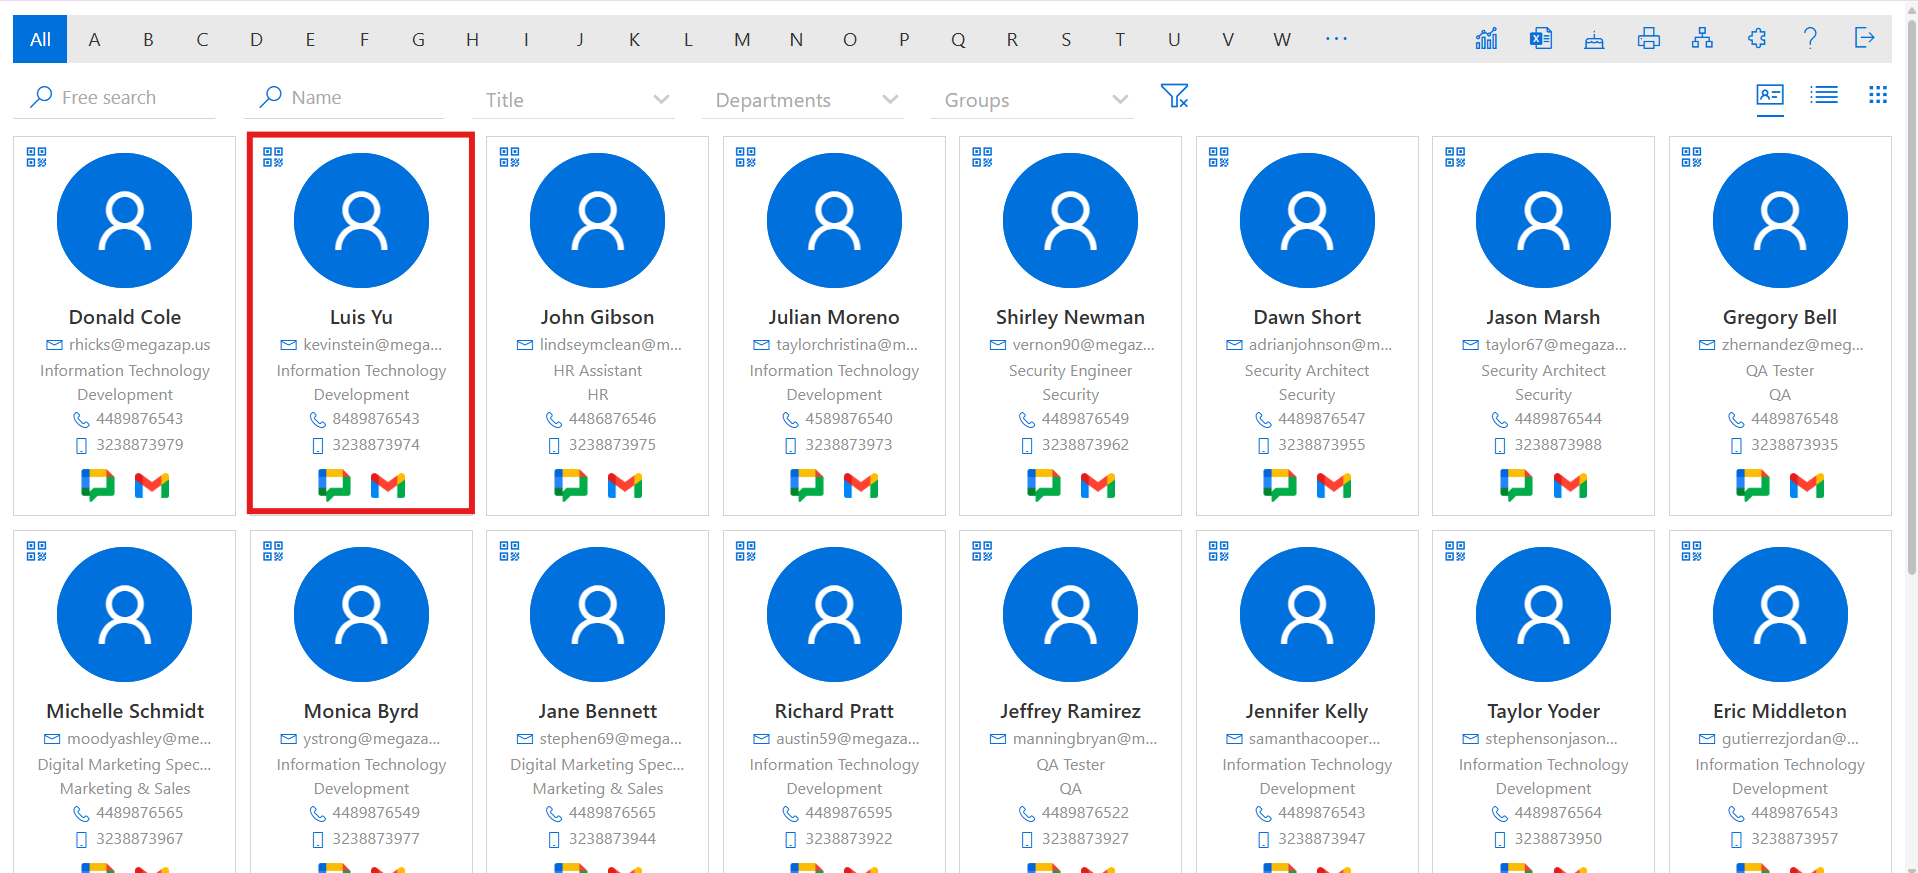 All A B C D E F G H I J K L M N O P Q R S T U V W ...
Free search Name Title Departments Groups
Donald Cole
rhicks@megazap.us
Information Technology
Development
4489876543
3238873979
Luis Yu
kevinstein@mega...
Information Technology
Development
8489876543
3238873974
John Gibson
lindseymclean@m...
HR Assistant
HR
4486876546
3238873975
Julian Moreno
taylorchristina@m...
Information Technology
Development
4589876540
3238873973
Shirley Newman
vernon90@megaz...
Security Engineer
Security
4489876549
3238873962
Dawn Short
adrianjohnson@m...
Security Architect
Security
4489876547
3238873955
Jason Marsh
taylor67@megaza...
Security Architect
Security
4489876544
3238873988
Gregory Bell
zhernandez@meg...
QA Tester
QA
4489876548
3238873935
Michelle Schmidt
moodyashley@me...
Digital Marketing Spec...
Marketing & Sales
4489876565
3238873967
Monica Byrd
ystrong@megaza...
Information Technology
Development
4489876549
3238873977
Jane Bennett
stephen69@mega...
Digital Marketing Spec...
Marketing & Sales
4489876565
3238873944
Richard Pratt
austin59@megaza...
Information Technology
Development
4489876595
3238873922
Jeffrey Ramirez
manningbryan@m...
QA Tester
QA
4489876522
3238873927
Jennifer Kelly
samanthacooper...
Information Technology
Development
4489876543
3238873947
Taylor Yoder
stephensonjason...
Information Technology
Development
4489876564
3238873950
Eric Middleton
gutierrezjordan@...
Information Technology
Development
4489876543
3238873957